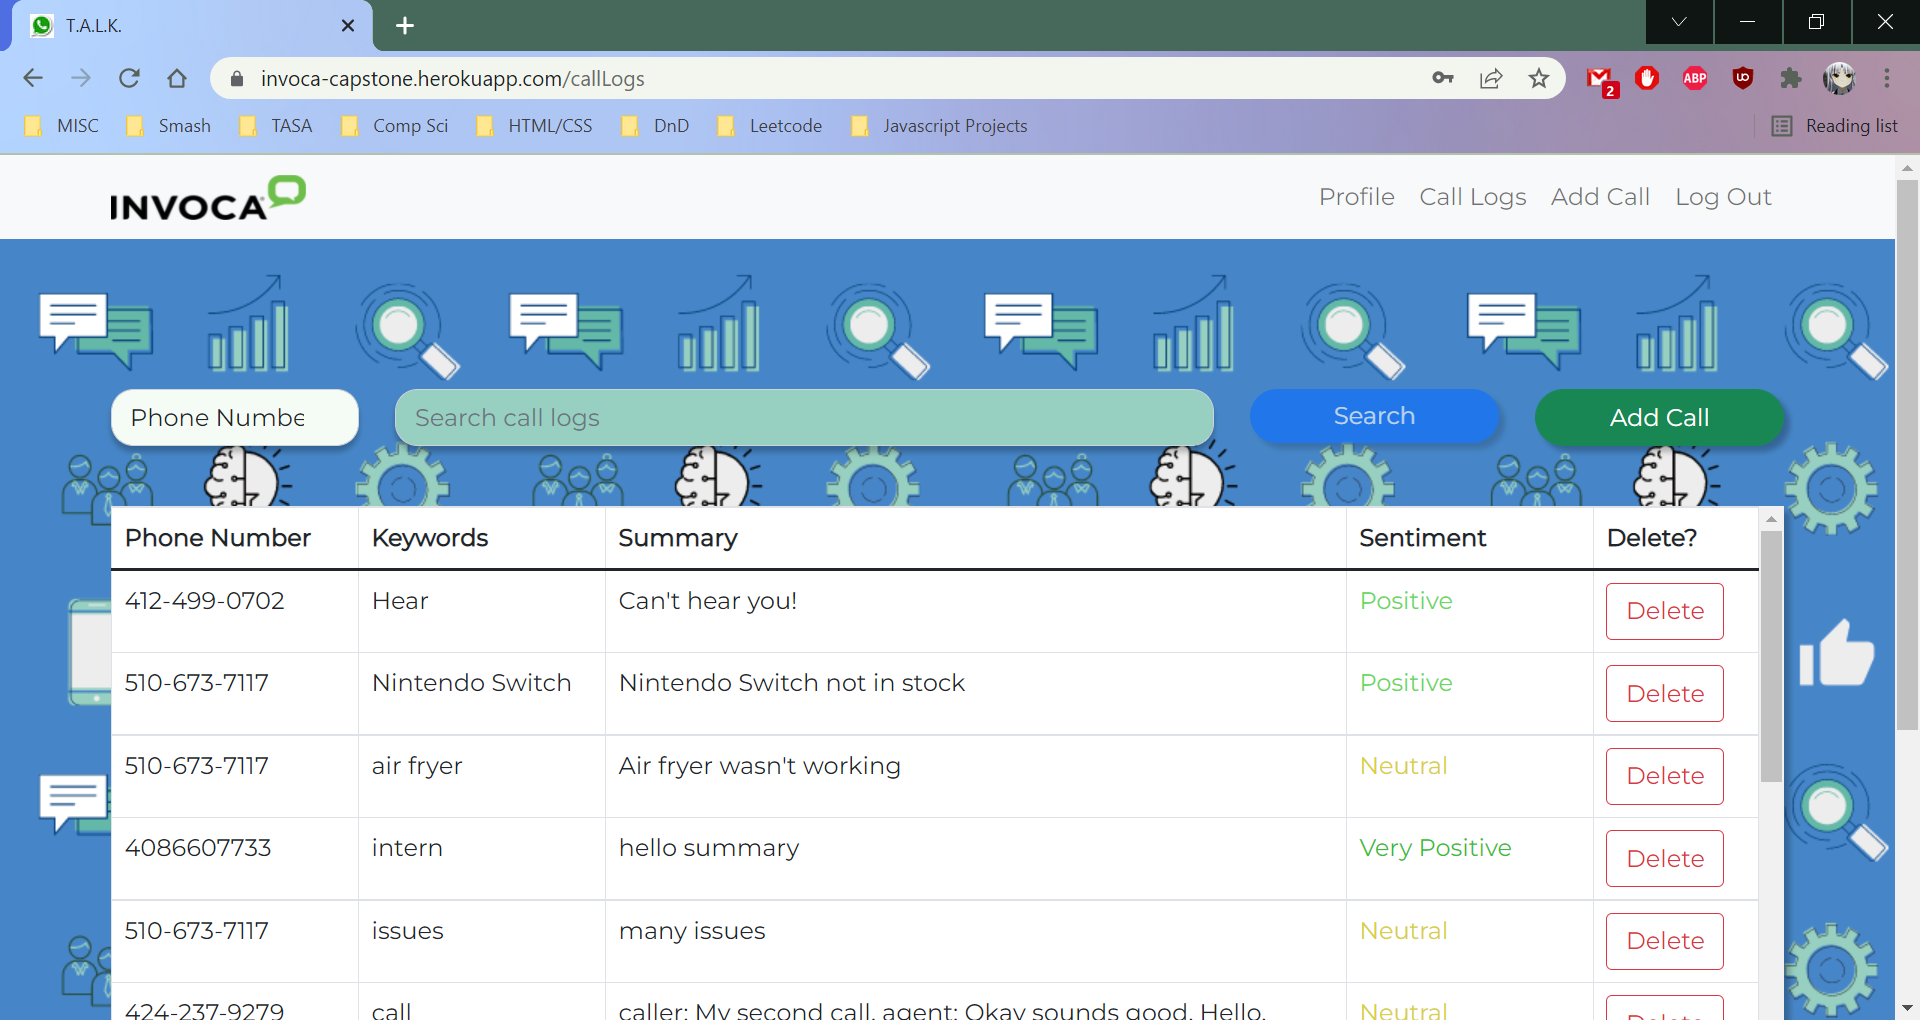 T.A.L.K.
invoca-capstone.herokuapp.com/callLogs
2
ABP
MISC Smash TASA Comp Sci HTML/CSS DnD Leetcode Javascript Projects Reading list
INVOCA
Profile Call Logs Add Call Log Out
Phone Numbe Search call logs Search Add Call
Phone Number Keywords Summary Sentiment Delete?
412-499-0702 Hear Can't hear you! Positive Delete
510-673-7117 Nintendo Switch Nintendo Switch not in stock Positive Delete
510-673-7117 air fryer Air fryer wasn't working Neutral Delete
4086607733 intern hello summary Very Positive Delete
510-673-7117 issues many issues Neutral Delete
424-237-9279 call caller: My second call. agent: Okay sounds good. Hello. Neutral Delete